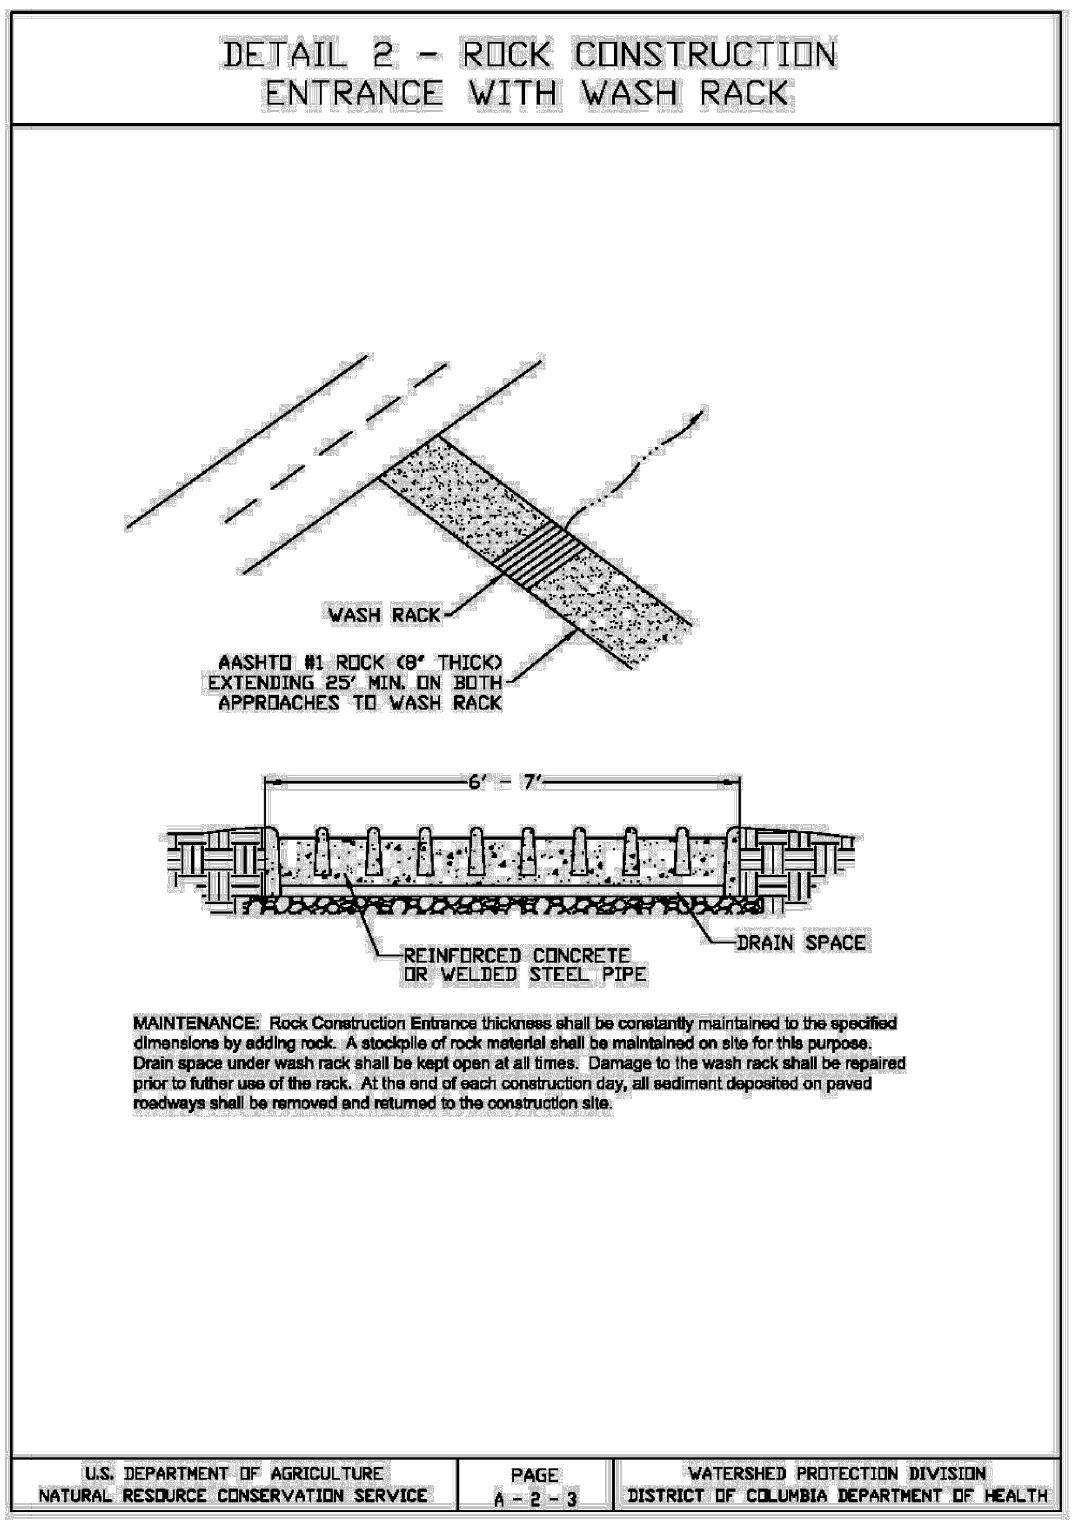 DETAIL 2 - ROCK CONSTRUCTION
ENTRANCE WITH WASH RACK
WASH RACK
AASHTO #1 ROCK (8" THICK)
EXTENDING 25' MIN. ON BOTH
APPROACHES TO WASH RACK
6' - 7'
DRAIN SPACE
REINFORCED CONCRETE
OR WELDED STEEL PIPE
MAINTENANCE: Rock Construction Entrance thickness shall be constantly maintained to the specified
dimensions by adding rock. A stockpile of rock material shall be maintained on site for this purpose.
Drain space under wash rack shall be kept open at all times. Damage to the wash rack shall be repaired
prior to futher use of the rack. At the end of each construction day, all sediment deposited on paved
roadways shall be removed and returned to the construction site.
U.S. DEPARTMENT OF AGRICULTURE
NATURAL RESOURCE CONSERVATION SERVICE
PAGE
A - 2 - 3
WATERSHED PROTECTION DIVISION
DISTRICT OF COLUMBIA DEPARTMENT OF HEALTH